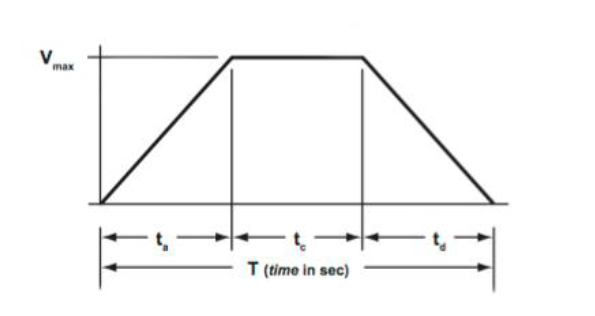 Vmax
ta tc td
T (time in sec)